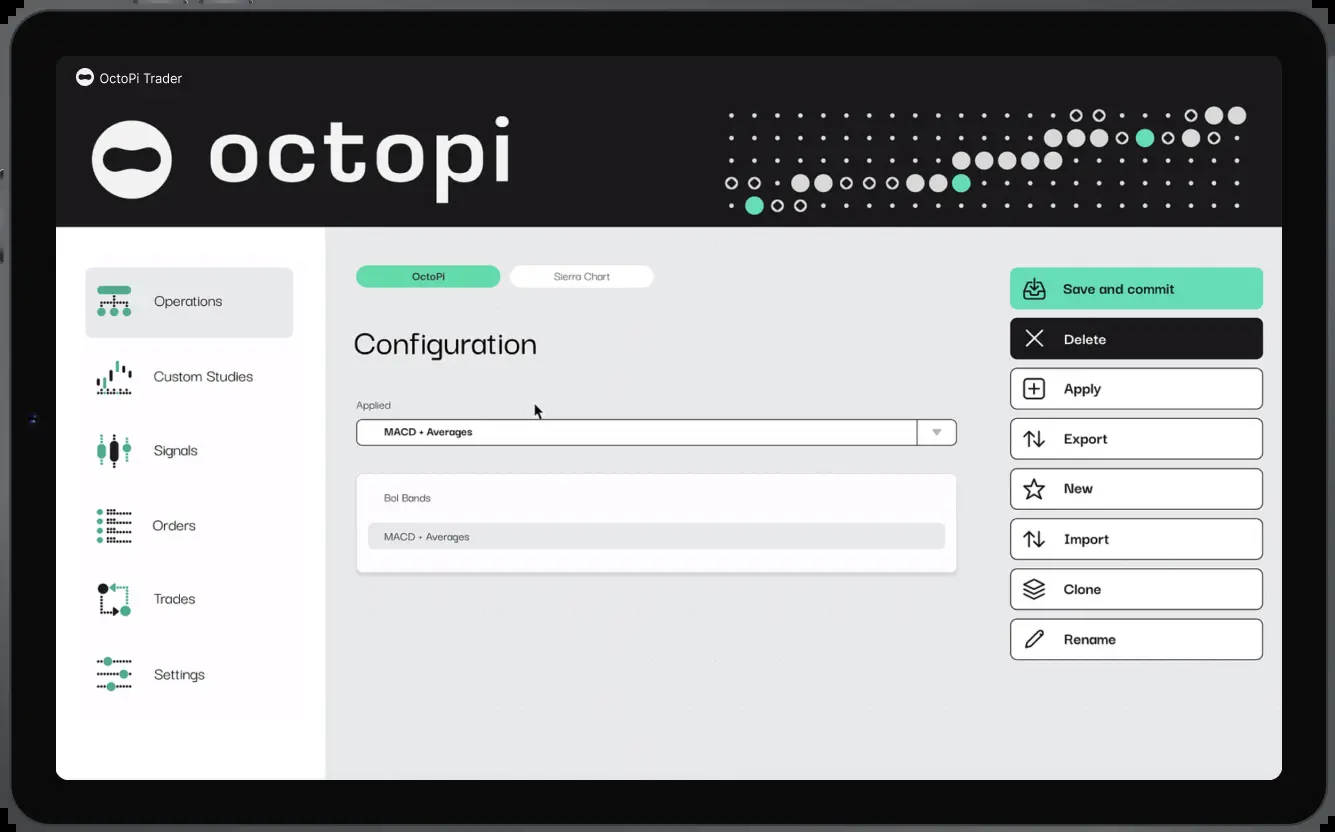 OctoPi Trader
octopi
Operations
Custom Studies
Signals
Orders
Trades
Settings
OctoPi
Sierra Chart
Configuration
Applied
MACD + Averages
Bol Bands
MACD + Averages
Save and commit
Delete
Apply
Export
New
Import
Clone
Rename